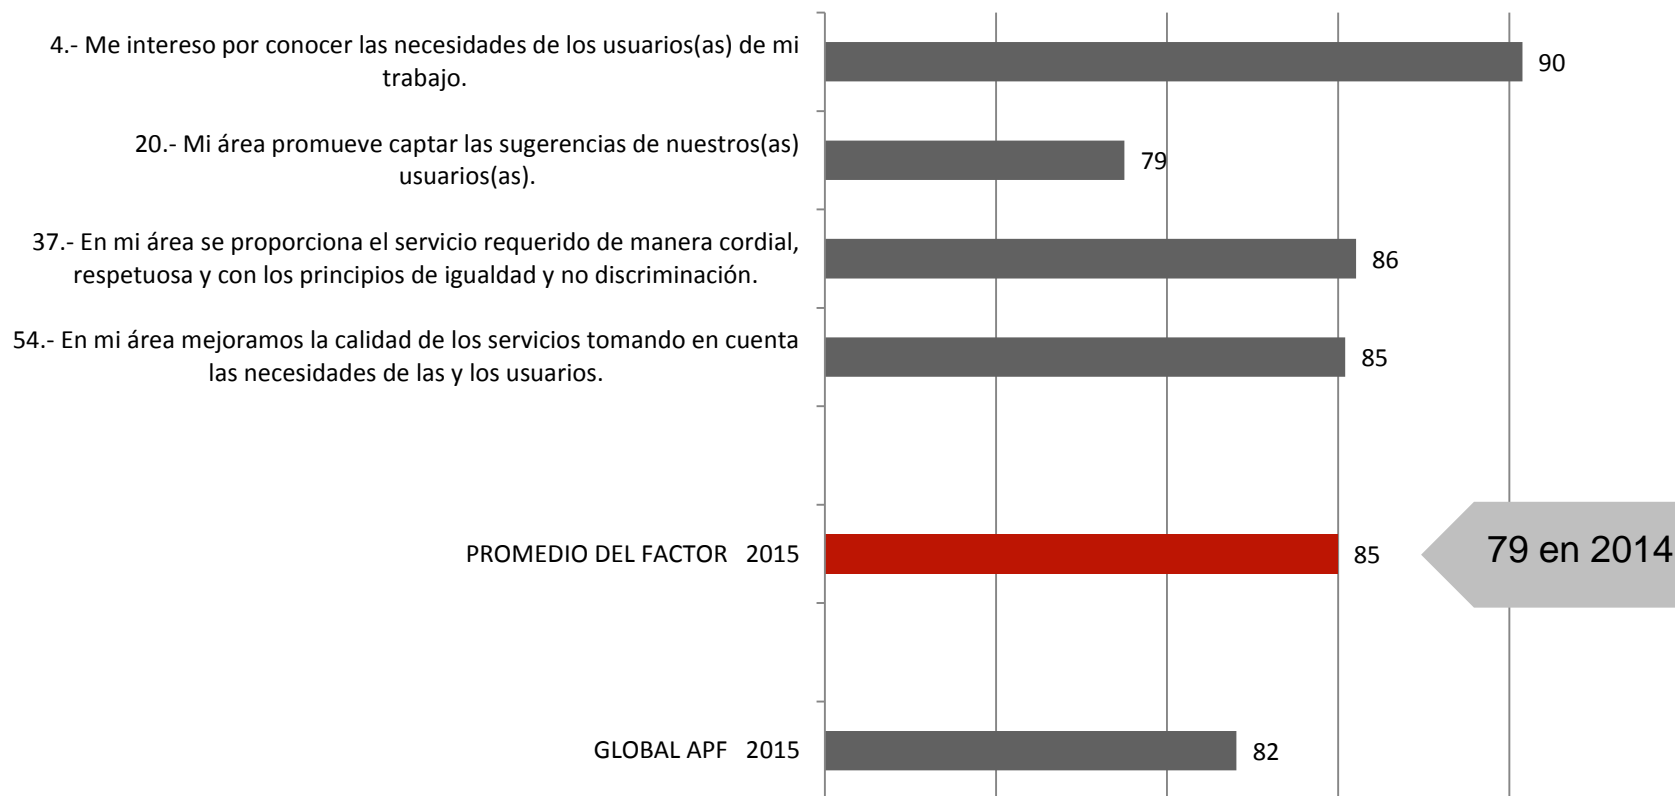 4.- Me intereso por conocer las necesidades de los usuarios(as) de mi
trabajo.
90
20.- Mi área promueve captar las sugerencias de nuestros(as)
usuarios(as).
79
37.- En mi área se proporciona el servicio requerido de manera cordial,
respetuosa y con los principios de igualdad y no discriminación.
86
54.- En mi área mejoramos la calidad de los servicios tomando en cuenta
las necesidades de las y los usuarios.
85
PROMEDIO DEL FACTOR 2015
85
79 en 2014
GLOBAL APF 2015
82